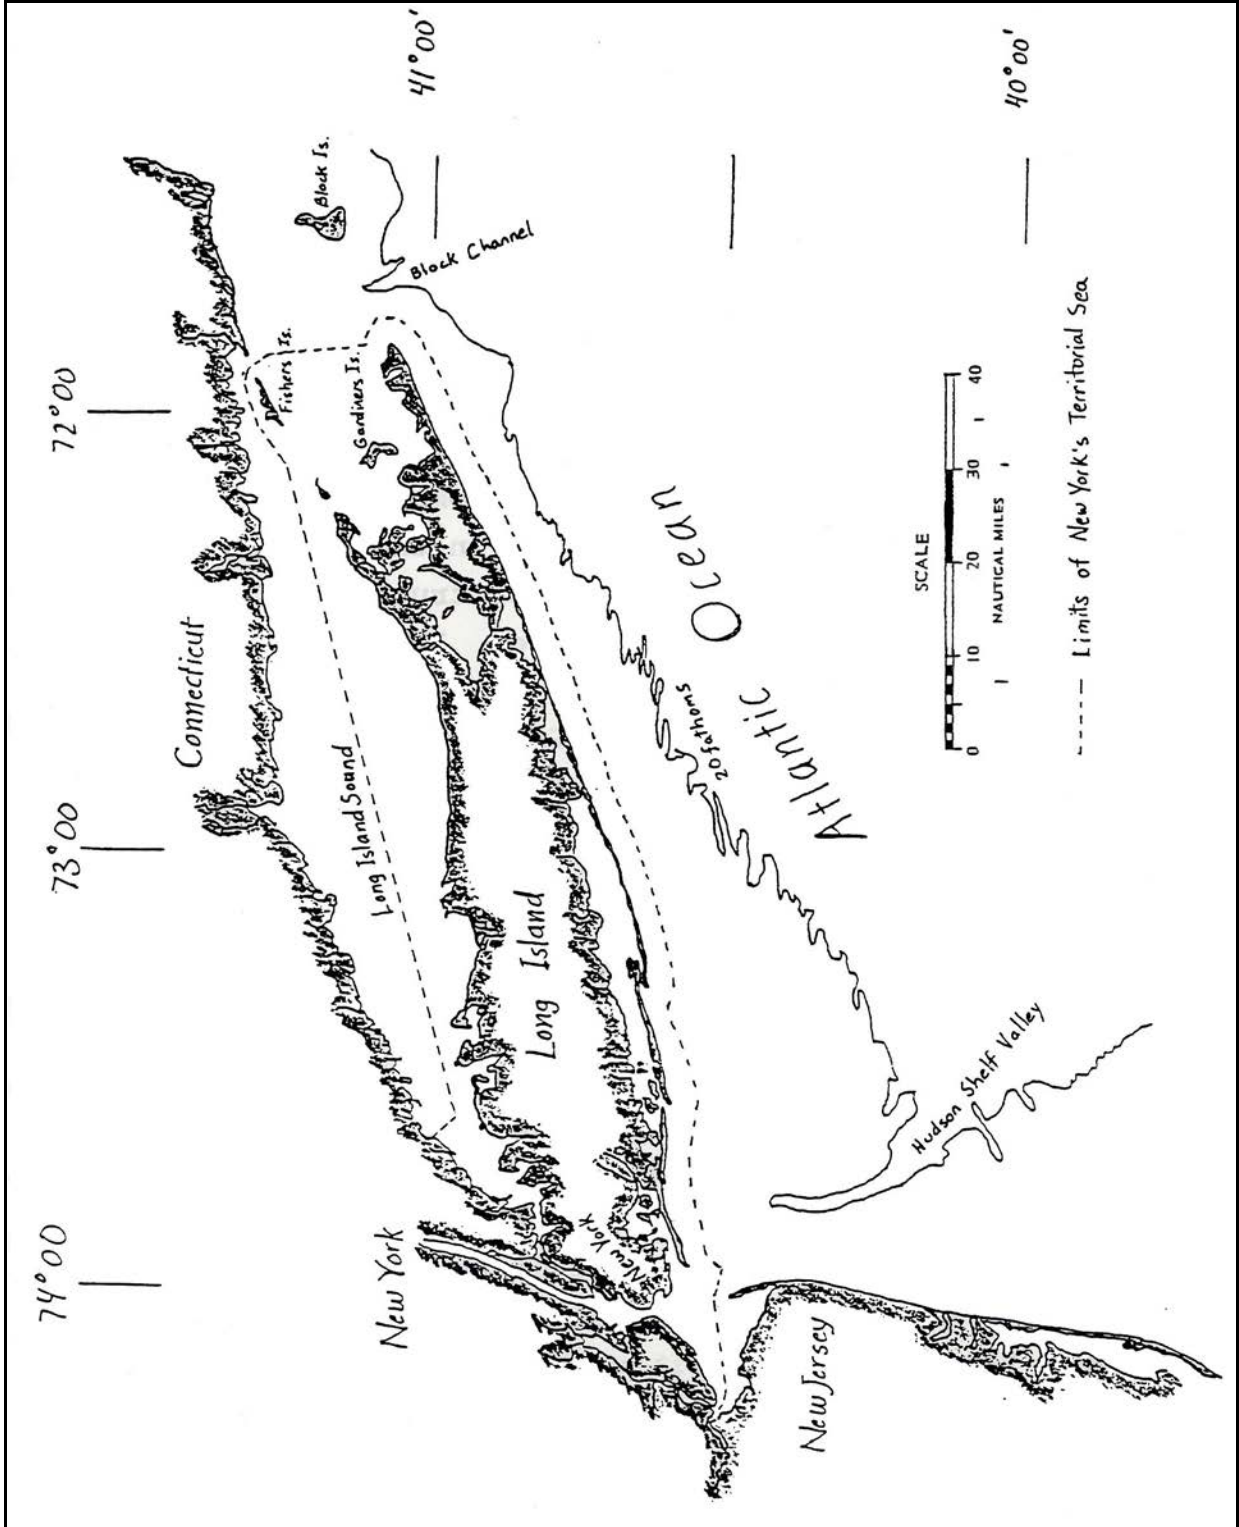 74°00'
73°00
72°00
41°00'
40°00'
Connecticut
New York
New York
New Jersey
Long Island Sound
Long Island
Fishers Is.
Gardiners Is.
Block Is.
Block Channel
20 fathoms
Atlantic Ocean
Hudson Shelf Valley
SCALE
0 10 20 30 40
NAUTICAL MILES
Limits of New York's Territorial Sea